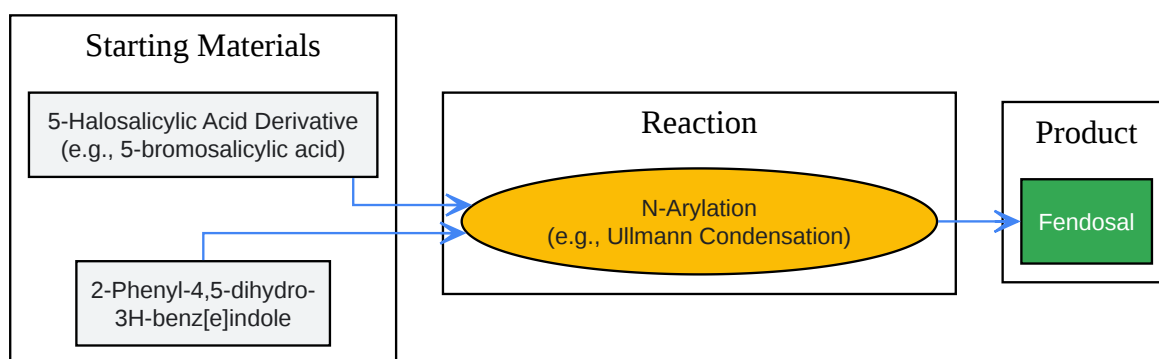 Starting Materials
5-Halosalicylic Acid Derivative
(e.g., 5-bromosalicylic acid)
2-Phenyl-4,5-dihydro-
3H-benz[e]indole
Reaction
N-Arylation
(e.g., Ullmann Condensation)
Product
Fendosal